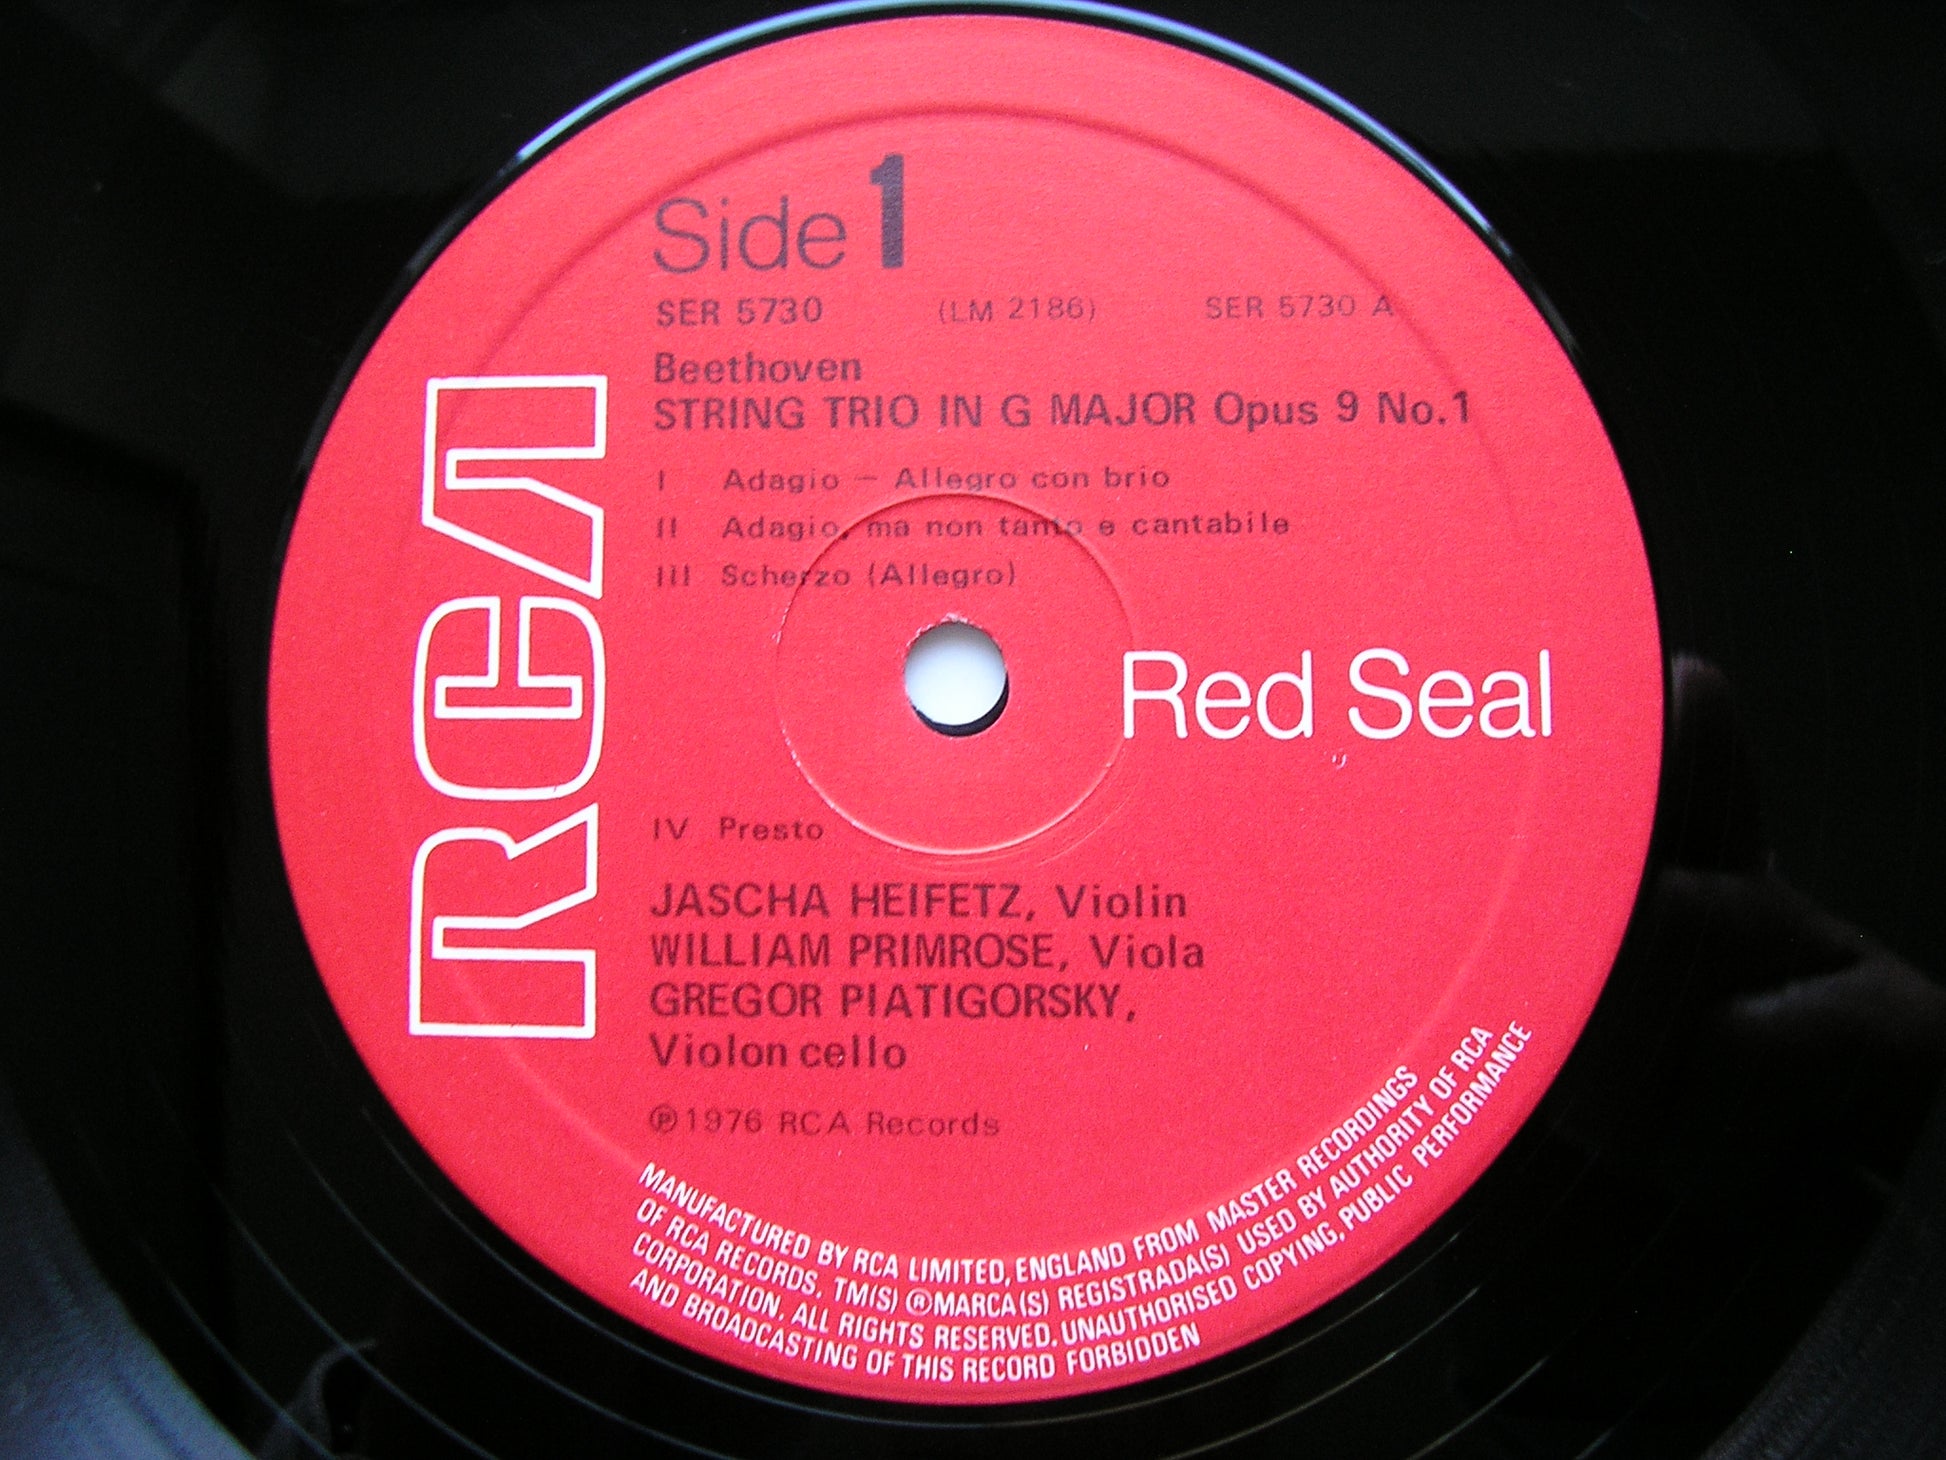 Side 1
SER 5730 (LM 2186) SER 5730 A
Beethoven
STRING TRIO IN G MAJOR Opus 9 No.1
I Adagio — Allegro con brio
II Adagio, ma non tanto e cantabile
III Scherzo (Allegro)
RCA
Red Seal
IV Presto
JASCHA HEIFETZ, Violin
WILLIAM PRIMROSE, Viola
GREGOR PIATIGORSKY,
Violon cello
℗1976 RCA Records
MANUFACTURED BY RCA LIMITED, ENGLAND FROM MASTER RECORDINGS
OF RCA RECORDS. TM(S) ®MARCA(S) REGISTRADA(S) USED BY AUTHORITY OF RCA
CORPORATION. ALL RIGHTS RESERVED. UNAUTHORISED COPYING, PUBLIC PERFORMANCE
AND BROADCASTING OF THIS RECORD FORBIDDEN